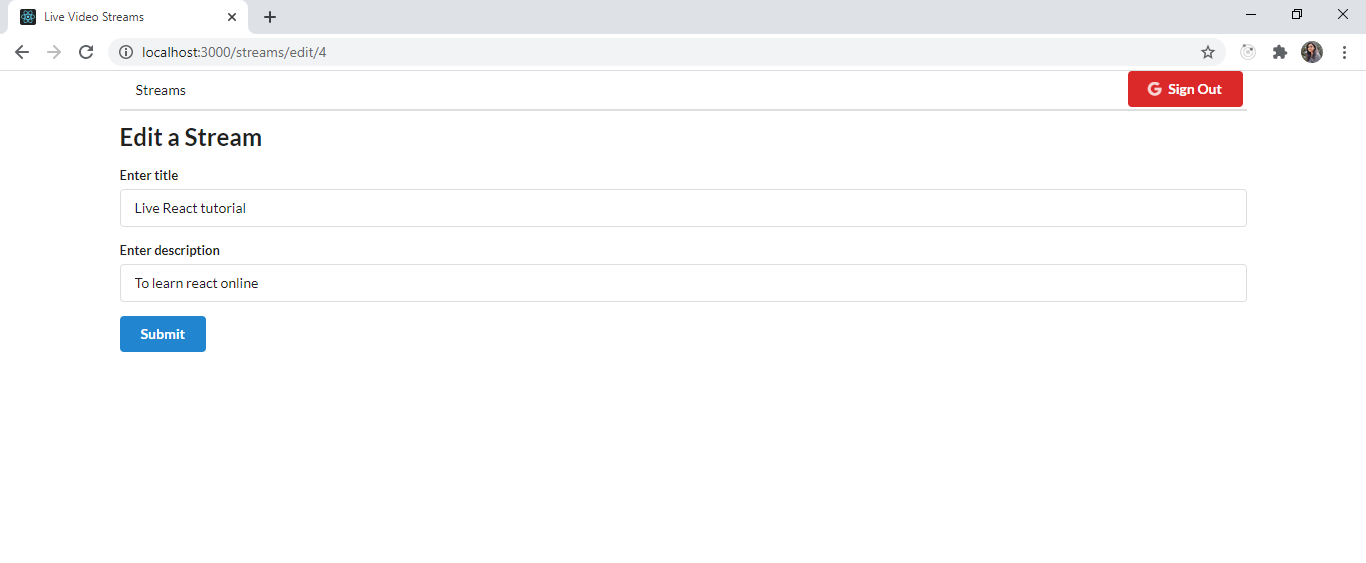 Live Video Streams
localhost:3000/streams/edit/4
Streams
Sign Out
Edit a Stream
Enter title
Live React tutorial
Enter description
To learn react online
Submit